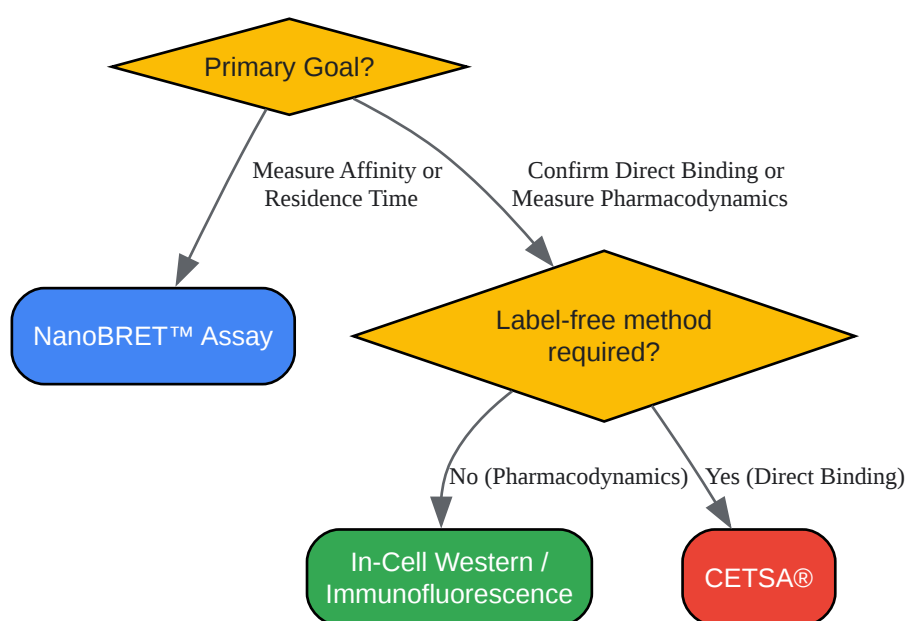 Primary Goal?
Measure Affinity or
Residence Time
Confirm Direct Binding or
Measure Pharmacodynamics
NanoBRET™ Assay
Label-free method
required?
No (Pharmacodynamics)
Yes (Direct Binding)
In-Cell Western /
Immunofluorescence
CETSA®